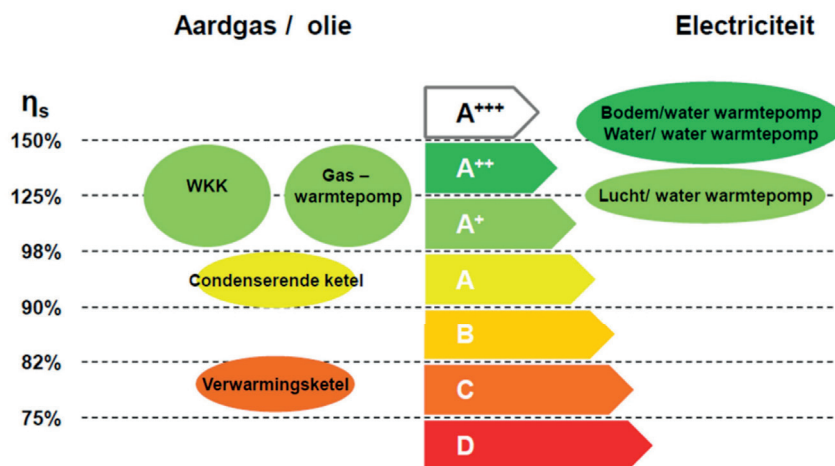 Aardgas / olie
Electriciteit
ηs
A+++
Bodem/water warmtepomp
Water/ water warmtepomp
150%
WKK
Gas –
warmtepomp
A++
125%
Lucht/ water warmtepomp
A+
98%
Condenserende ketel
A
90%
B
82%
Verwarmingsketel
C
75%
D